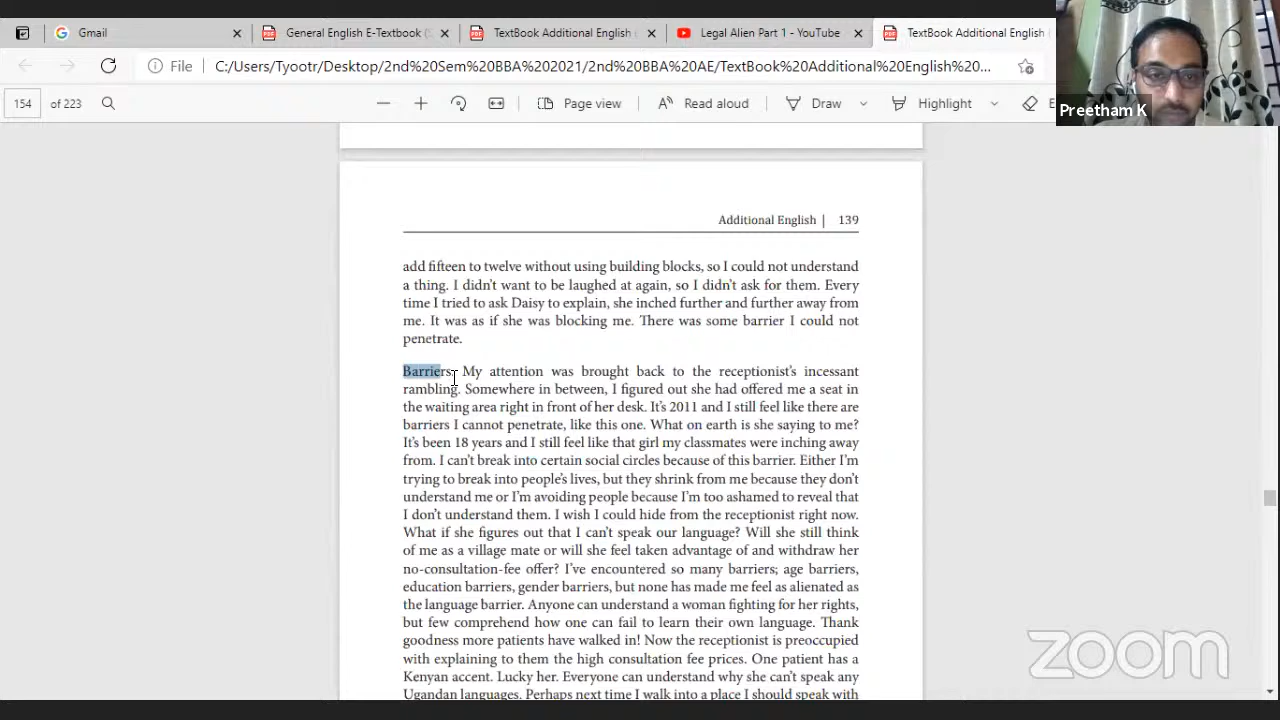 Gmail
General English E-Textbook (
TextBook Additional English
Legal Alien Part 1 - YouTube
TextBook Additional English
File
C:/Users/Tyootr/Desktop/2nd%20Sem%20BBA%202021/2nd%20BBA%20AE/TextBook%20Additional%20English%20...
154 of 223
Page view
Read aloud
Draw
Highlight
Preetham K
Additional English | 139
add fifteen to twelve without using building blocks, so I could not understand
a thing. I didn't want to be laughed at again, so I didn't ask for them. Every
time I tried to ask Daisy to explain, she inched further and further away from
me. It was as if she was blocking me. There was some barrier I could not
penetrate.
Barriers. My attention was brought back to the receptionist's incessant
rambling. Somewhere in between, I figured out she had offered me a seat in
the waiting area right in front of her desk. It's 2011 and I still feel like there are
barriers I cannot penetrate, like this one. What on earth is she saying to me?
It's been 18 years and I still feel like that girl my classmates were inching away
from. I can't break into certain social circles because of this barrier. Either I'm
trying to break into people's lives, but they shrink from me because they don't
understand me or I'm avoiding people because I'm too ashamed to reveal that
I don't understand them. I wish I could hide from the receptionist right now.
What if she figures out that I can't speak our language? Will she still think
of me as a village mate or will she feel taken advantage of and withdraw her
no-consultation-fee offer? I've encountered so many barriers; age barriers,
education barriers, gender barriers, but none has made me feel as alienated as
the language barrier. Anyone can understand a woman fighting for her rights,
but few comprehend how one can fail to learn their own language. Thank
goodness more patients have walked in! Now the receptionist is preoccupied
with explaining to them the high consultation fee prices. One patient has a
Kenyan accent. Lucky her. Everyone can understand why she can't speak any
Ugandan languages. Perhaps next time I walk into a place I should speak with
zoom